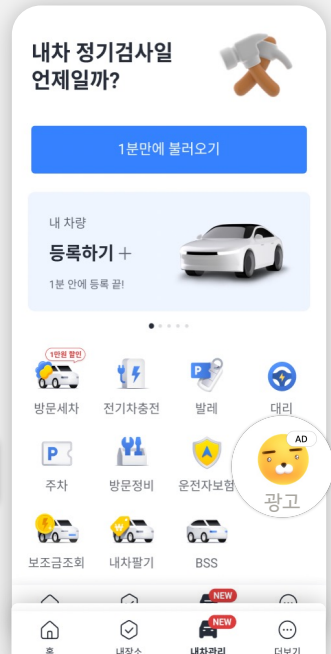 내차 정기검사일
언제일까?
1분만에 불러오기
내 차량
등록하기 +
1분 안에 등록 끝!
1만원 할인
방문세차 전기차충전 발레 대리
P
AD
주차 방문정비 운전자보험 광고
보조금조회 내차팔기 BSS
NEW
NEW
홈 내장소 내차관리 더보기